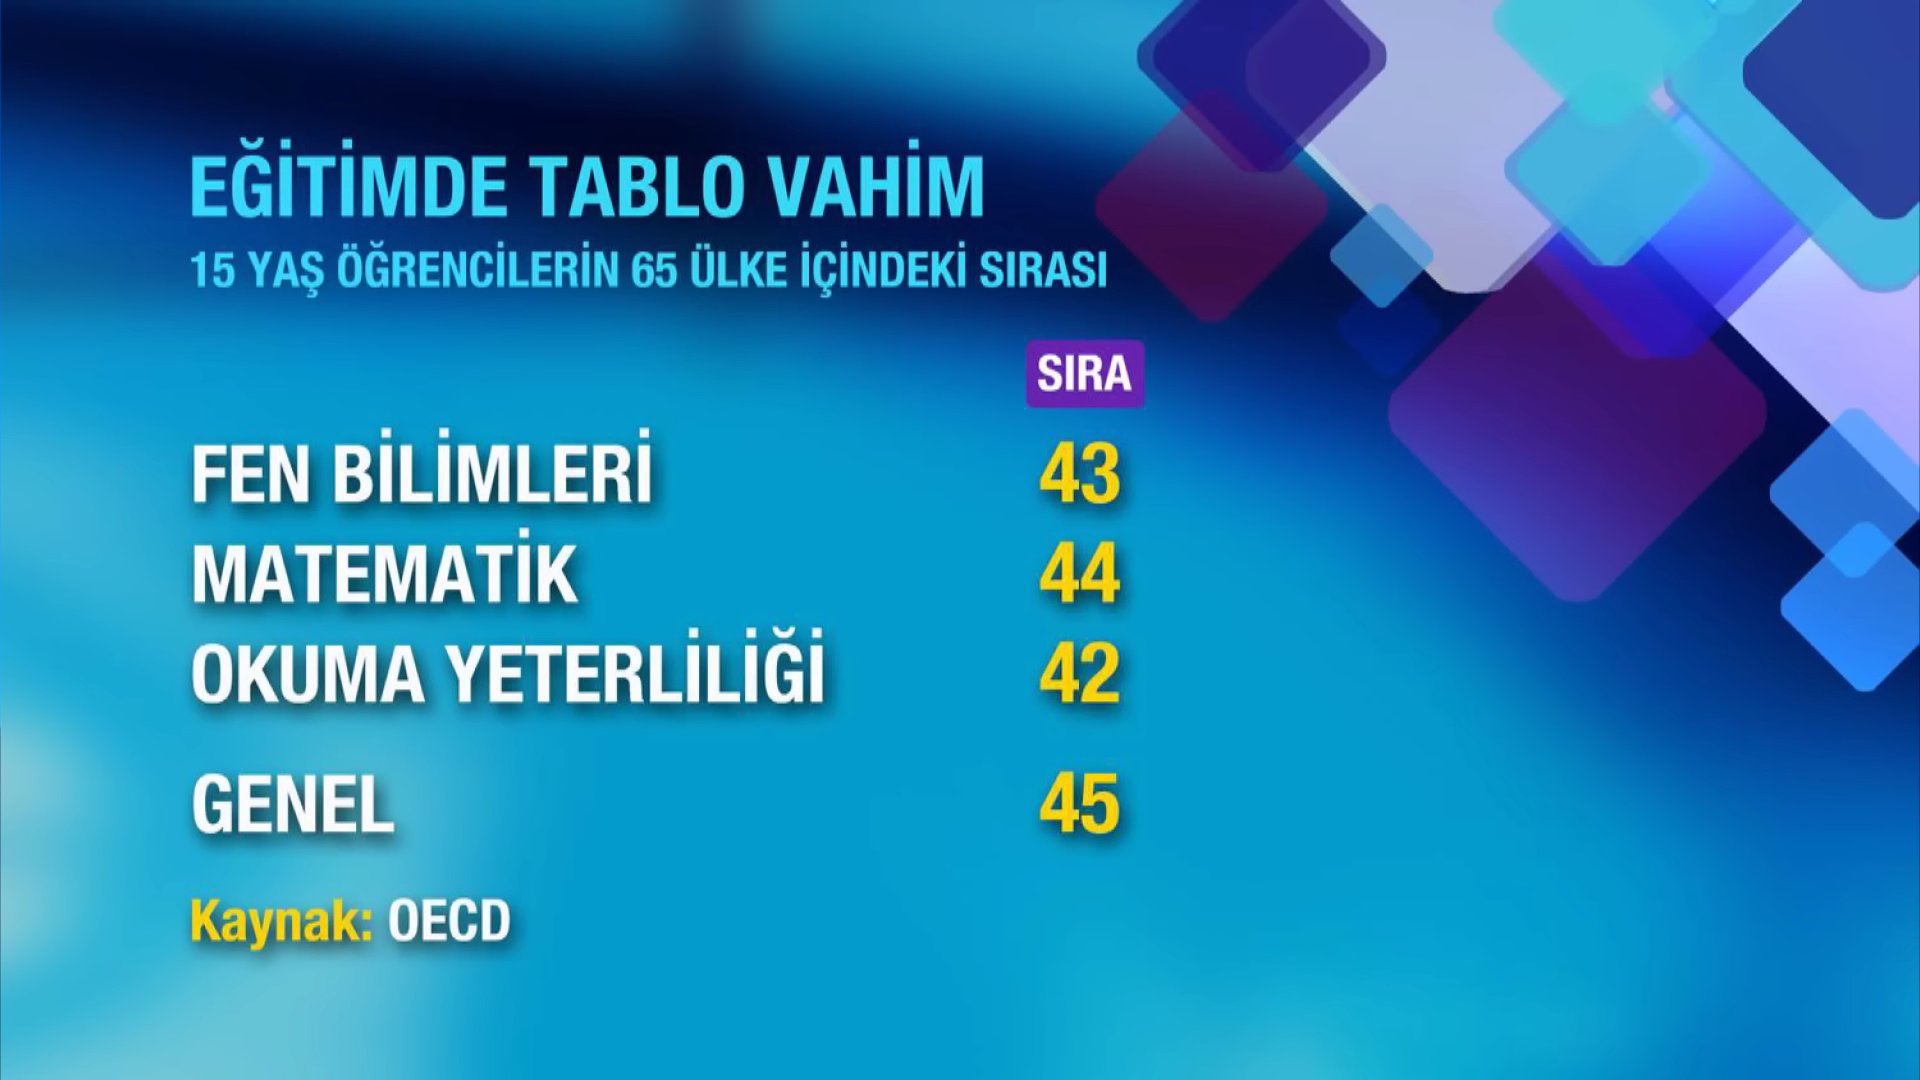 EĞİTİMDE TABLO VAHİM
15 YAŞ ÖĞRENCİLERİN 65 ÜLKE İÇİNDEKİ SIRASI
SIRA
FEN BİLİMLERİ 43
MATEMATİK 44
OKUMA YETERLİLİĞİ 42
GENEL 45
Kaynak: OECD